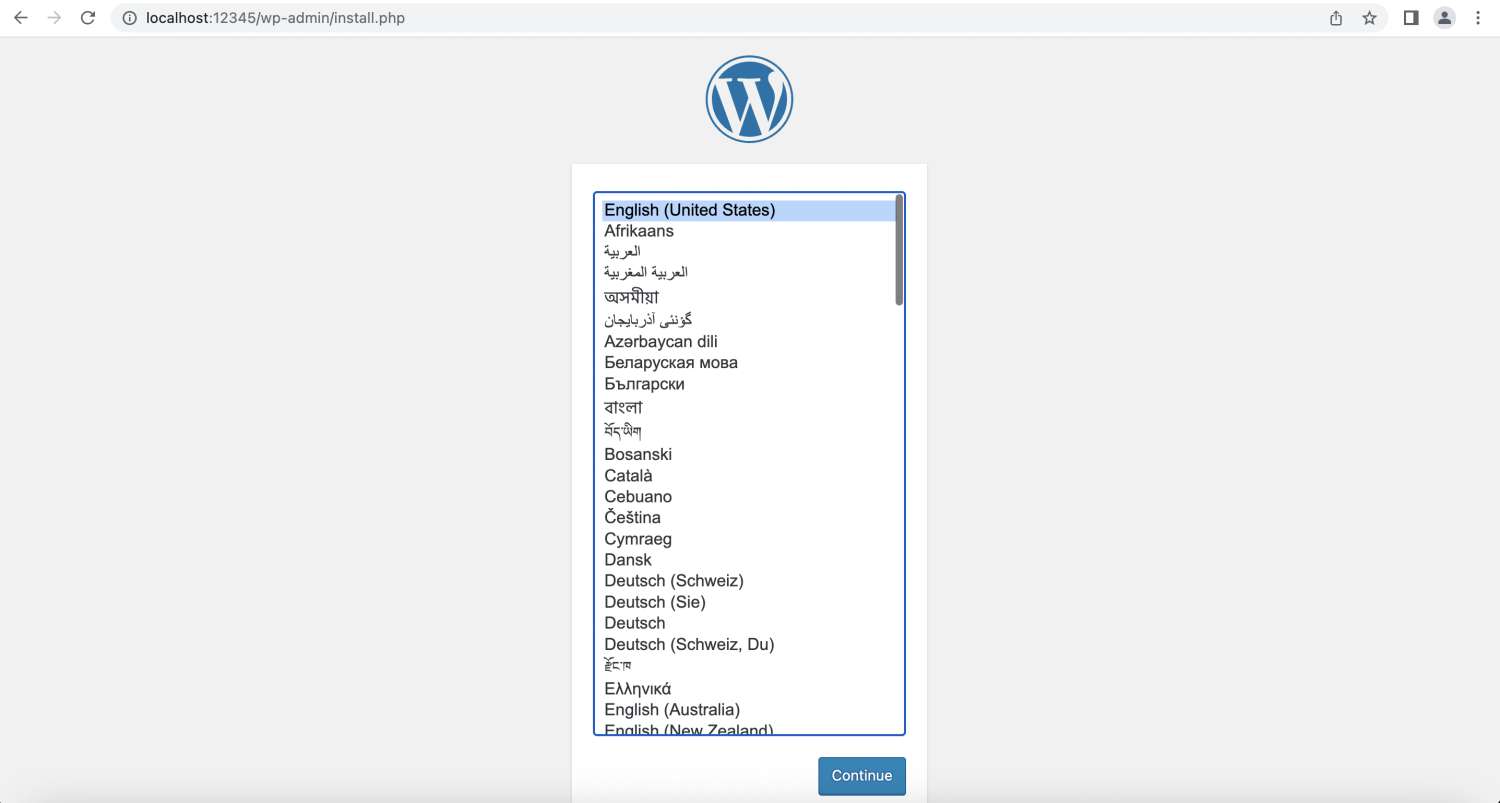 localhost:12345/wp-admin/install.php
English (United States)
Afrikaans
العربية
العربية المغربية
অসমীয়া
گؤنئی آذربایجان
Azərbaycan dili
Беларуская мова
Български
বাংলা
བོད་ཡིག
Bosanski
Català
Cebuano
Čeština
Cymraeg
Dansk
Deutsch (Schweiz)
Deutsch (Sie)
Deutsch
Deutsch (Schweiz, Du)
རྫོང་ཁ
Ελληνικά
English (Australia)
English (New Zealand)
Continue